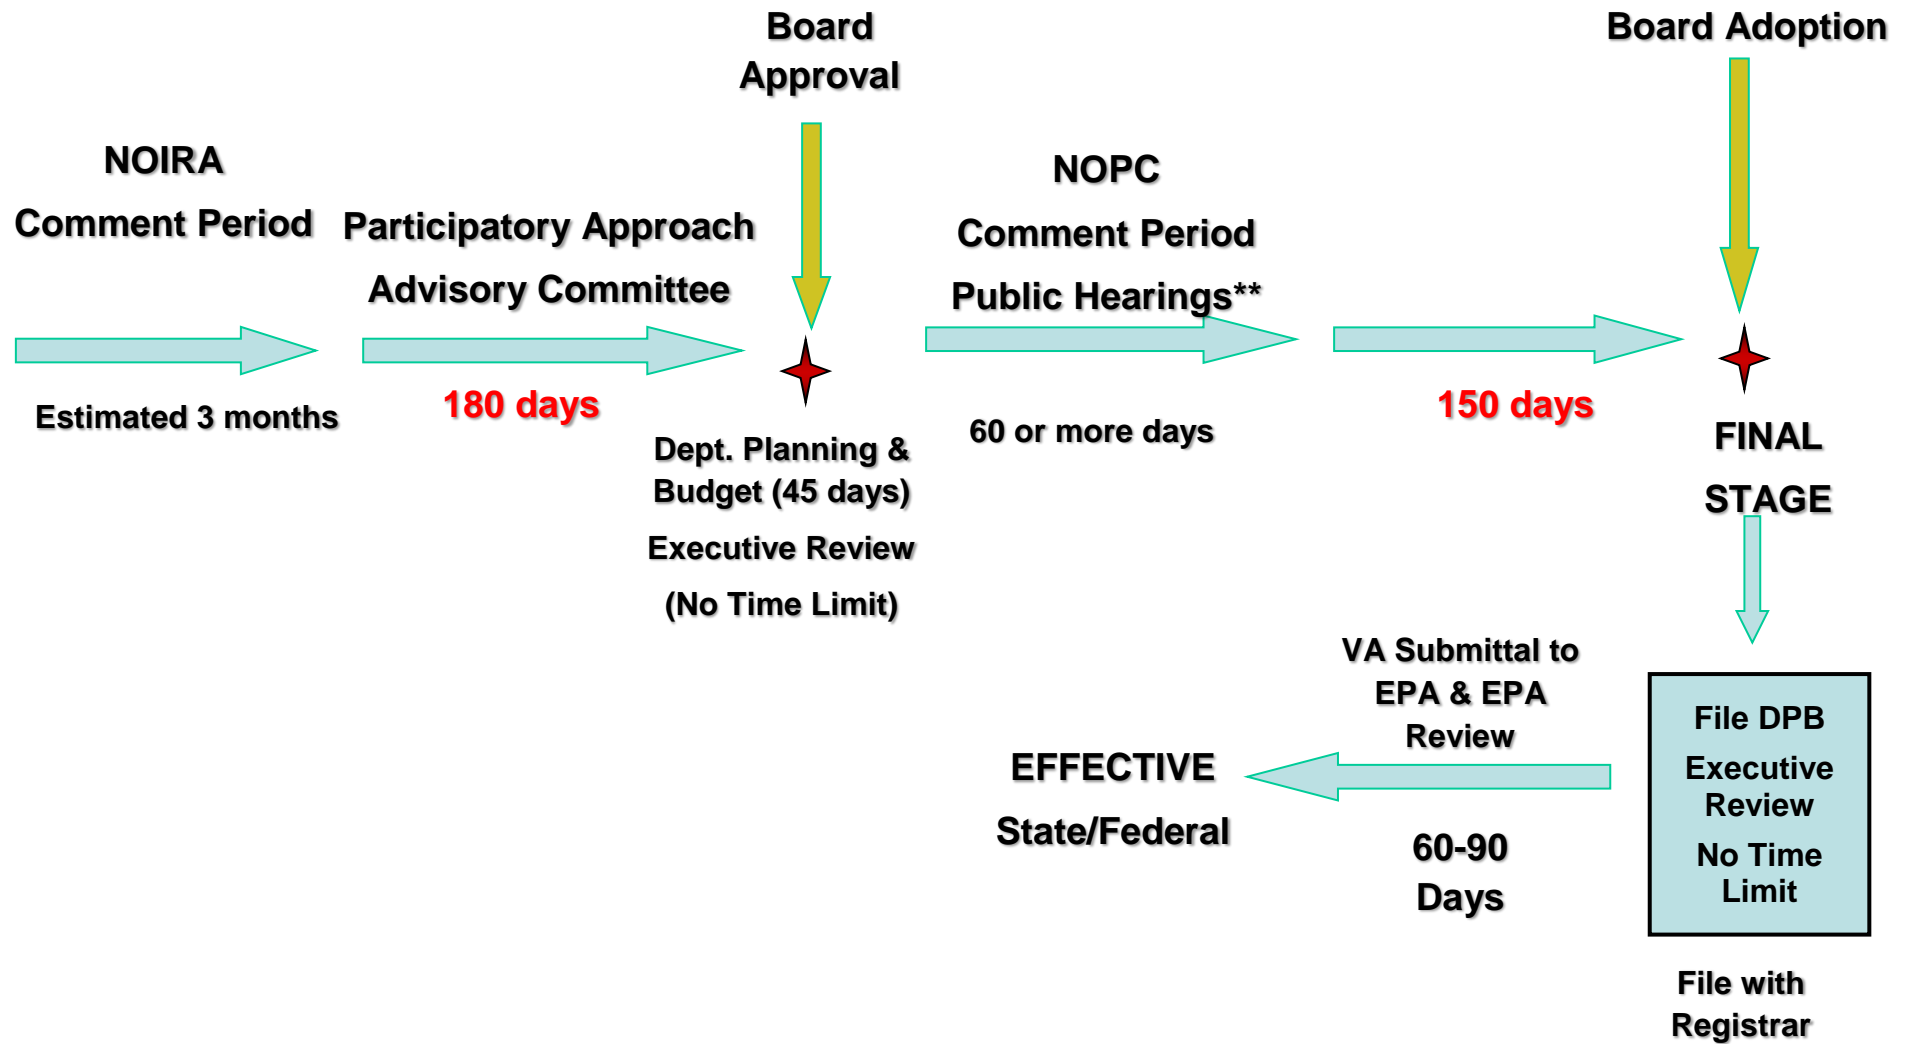 NOIRA
Comment Period
Estimated 3 months
Participatory Approach
Advisory Committee
180 days
Board
Approval
Dept. Planning &
Budget (45 days)
Executive Review
(No Time Limit)
NOPC
Comment Period
Public Hearings**
60 or more days
150 days
Board Adoption
FINAL
STAGE
File DPB
Executive
Review
No Time
Limit
File with
Registrar
VA Submittal to
EPA & EPA
Review
60-90
Days
EFFECTIVE
State/Federal